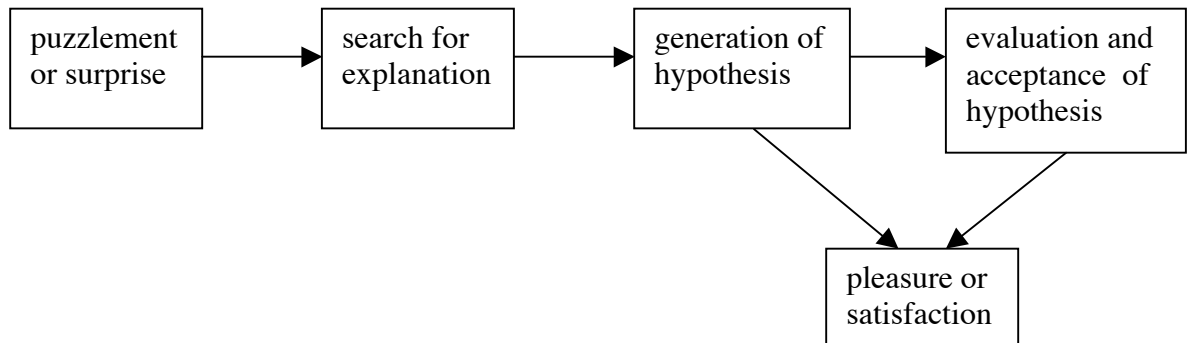 puzzlement
or surprise
search for
explanation
generation of
hypothesis
evaluation and
acceptance of
hypothesis
pleasure or
satisfaction